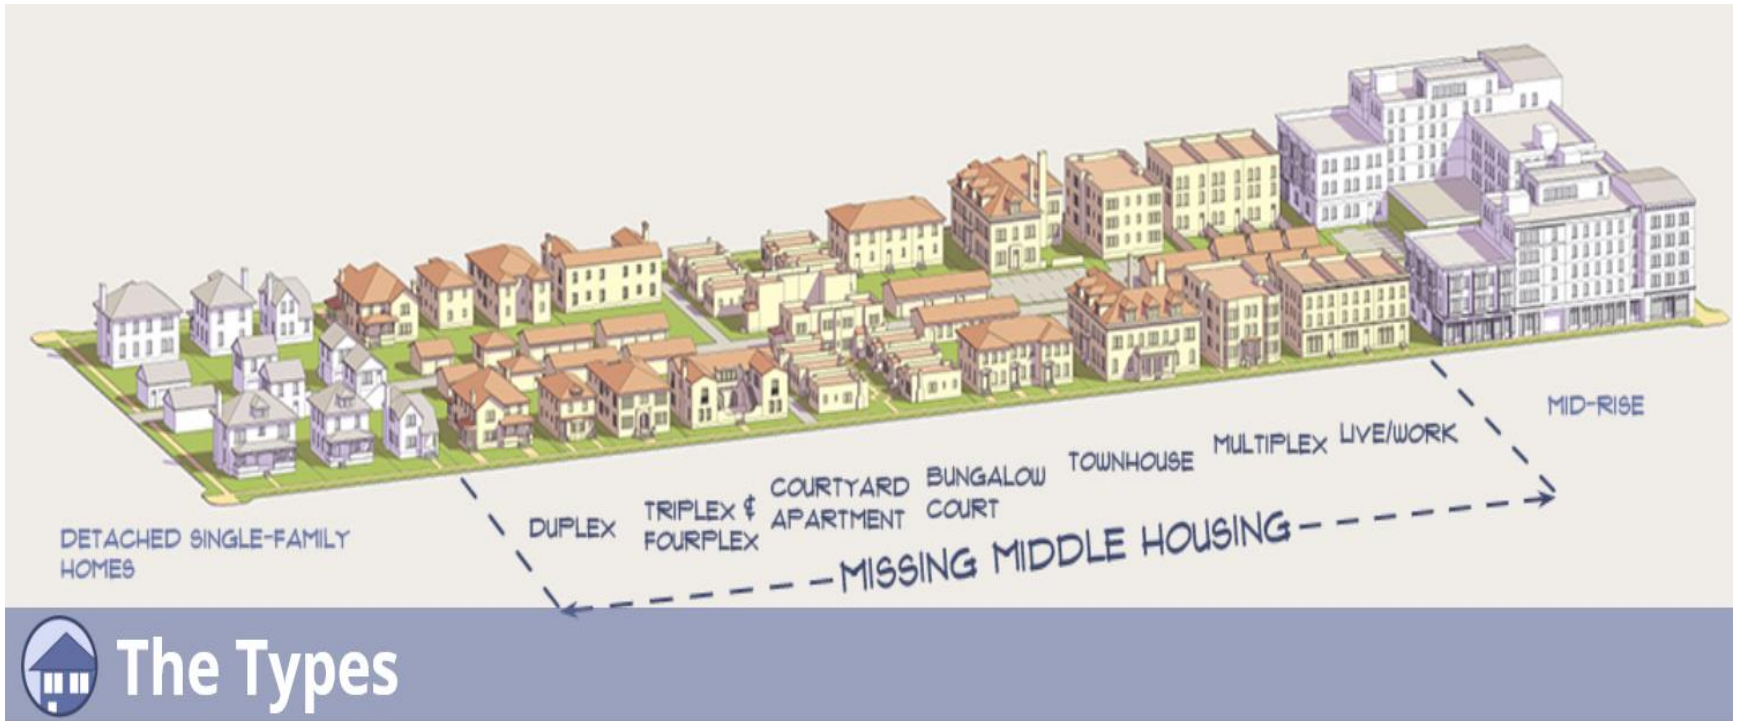 DETACHED SINGLE-FAMILY
HOMES
DUPLEX
TRIPLEX &
FOURPLEX
COURTYARD
APARTMENT
BUNGALOW
COURT
TOWNHOUSE
MULTIPLEX
LIVE/WORK
MID-RISE
MISSING MIDDLE HOUSING
The Types